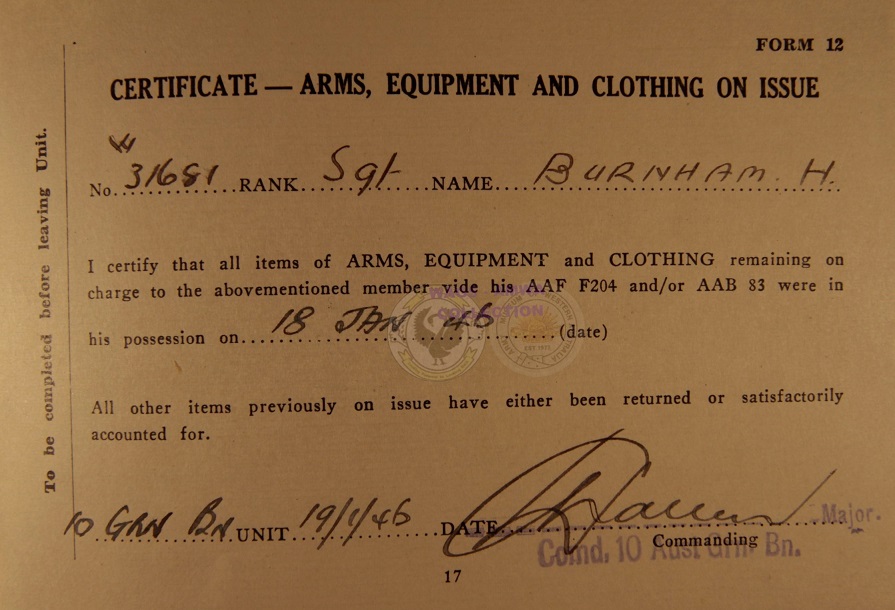 FORM 12
CERTIFICATE — ARMS, EQUIPMENT AND CLOTHING ON ISSUE
W
No. 31681 RANK Sgt NAME BURNHAM. H.
I certify that all items of ARMS, EQUIPMENT and CLOTHING remaining on
charge to the abovementioned member vide his AAF F204 and/or AAB 83 were in
his possession on 18 JAN 46 (date)
All other items previously on issue have either been returned or satisfactorily
accounted for.
10 GRN BN UNIT 19/1/46 DATE Major.
Commanding
Comd. 10 Aust Grn. Bn.
17
To be completed before leaving Unit.
COLLECTION